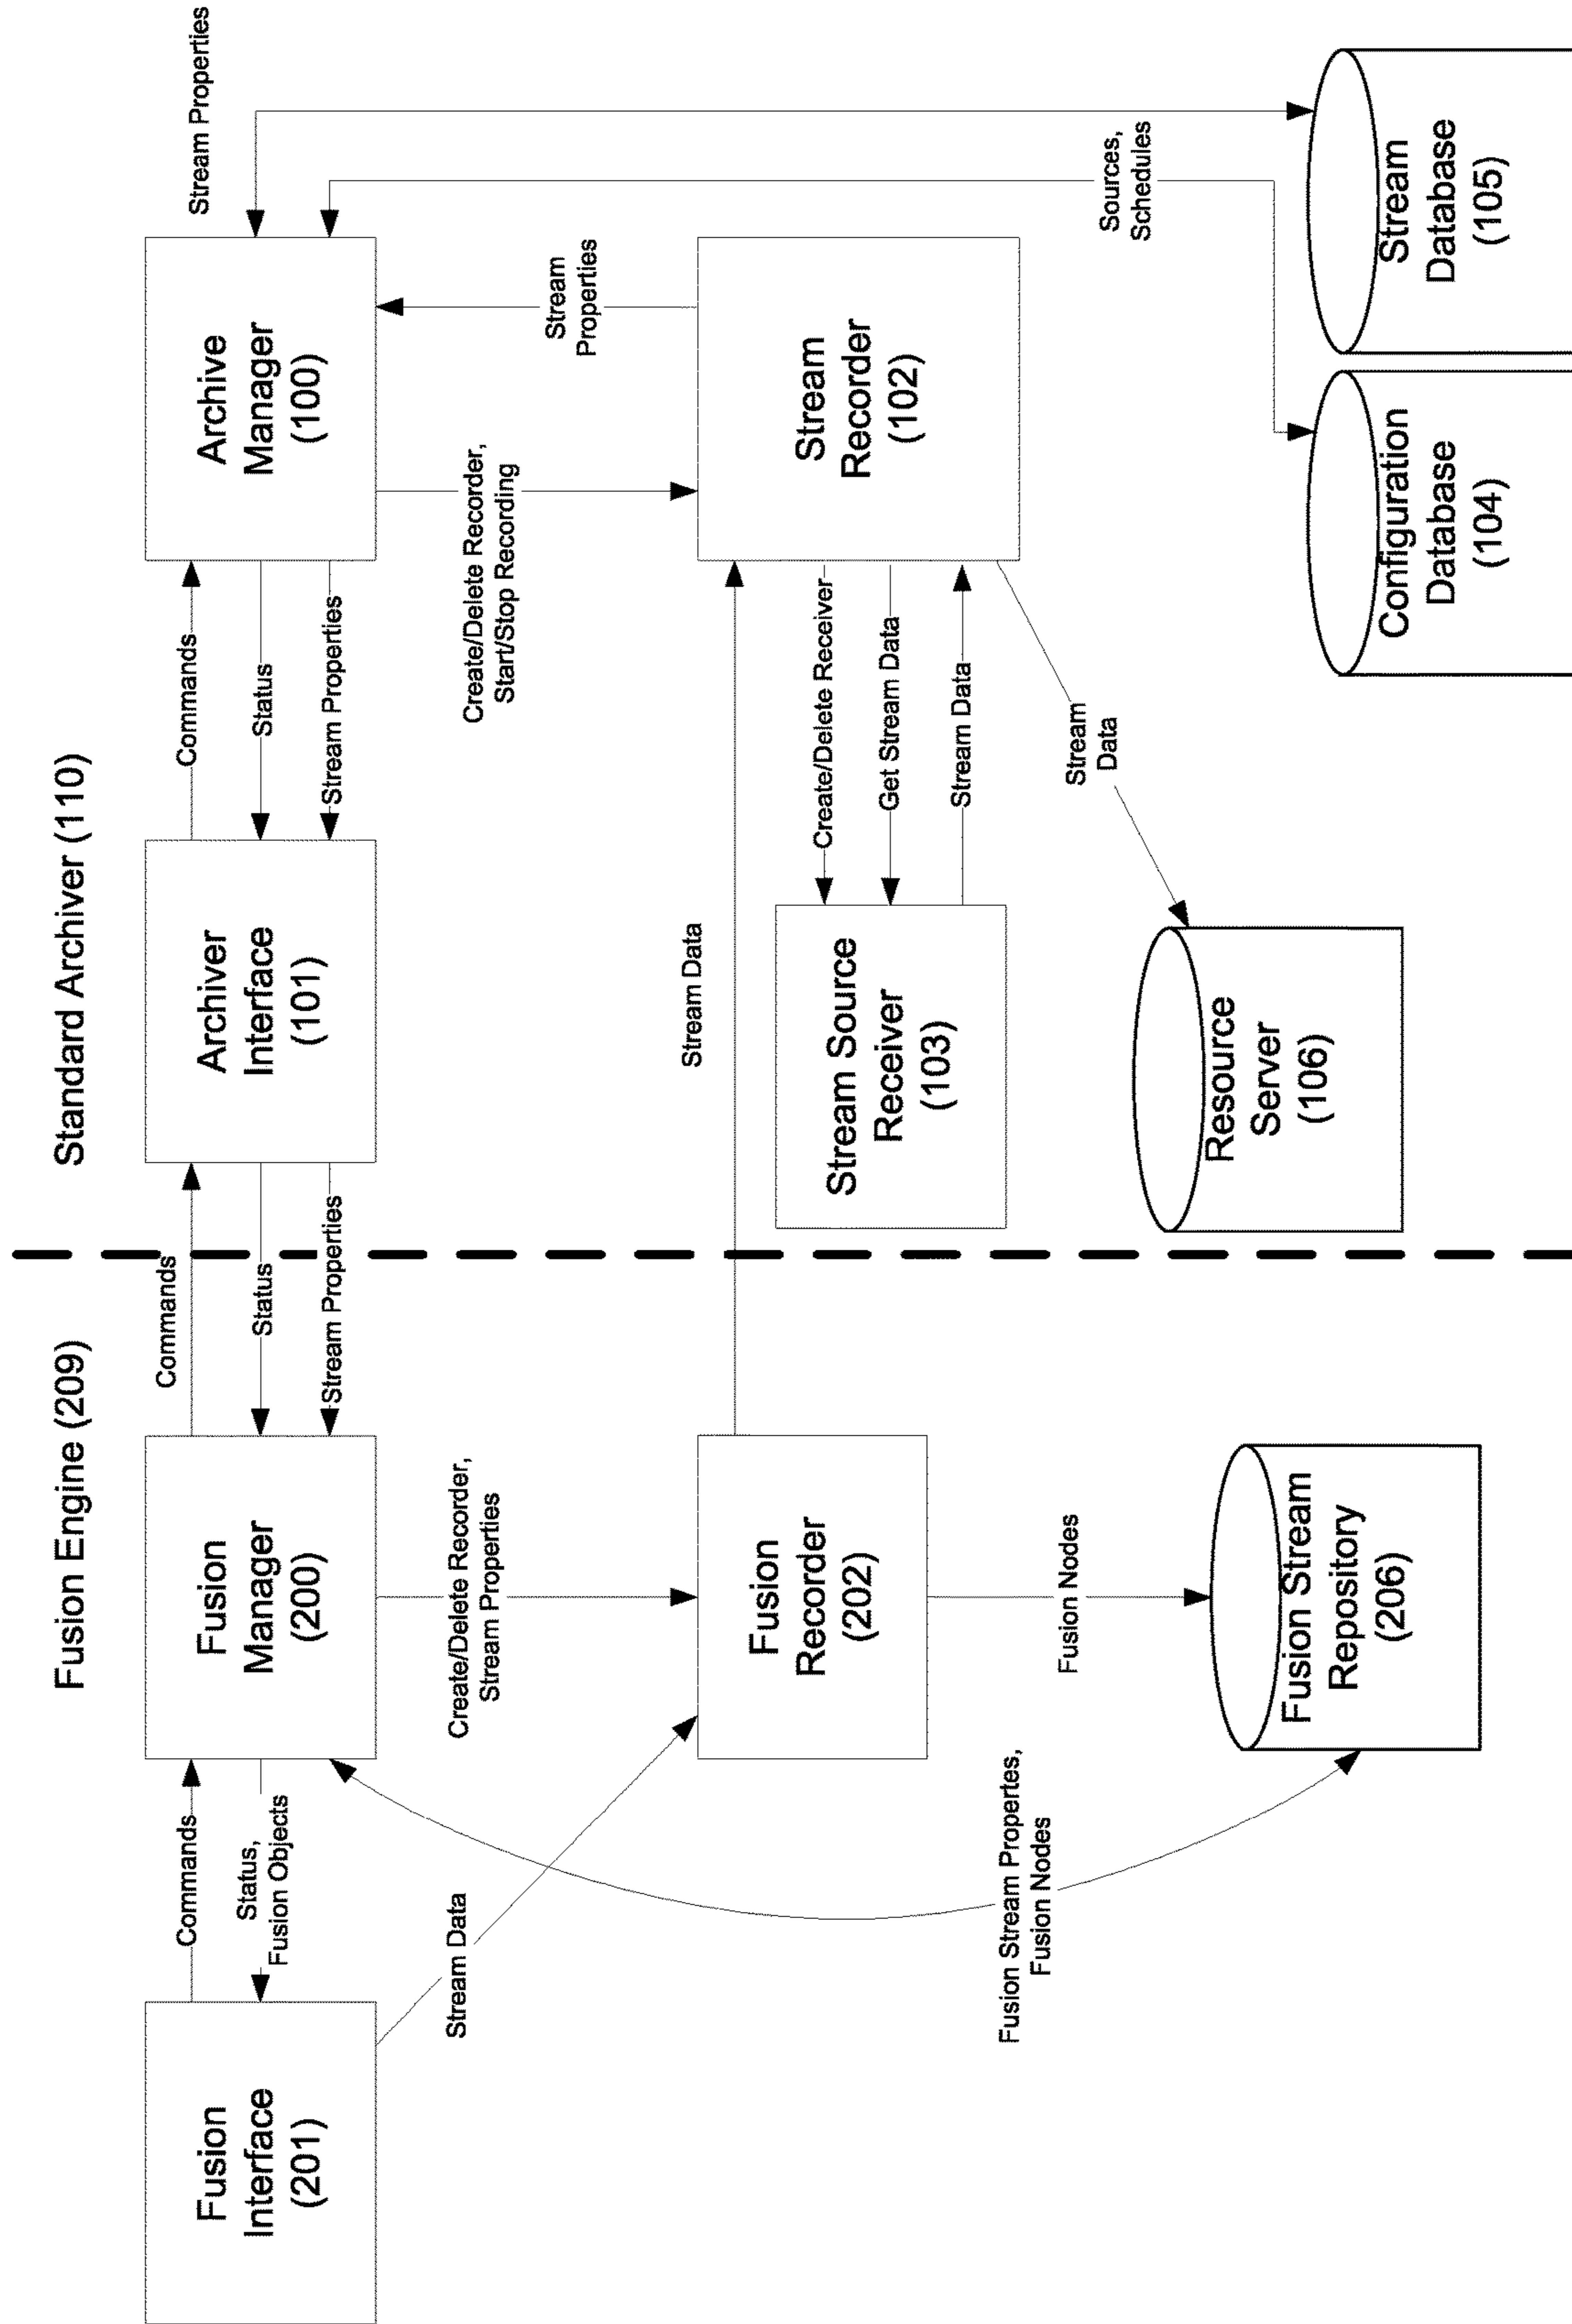 Fusion Engine (209)
Standard Archiver (110)
Fusion
Interface
(201)
Commands
Status,
Fusion Objects
Fusion
Manager
(200)
Commands
Status
Stream Properties
Archiver
Interface
(101)
Commands
Status
Stream Properties
Archive
Manager
(100)
Stream Properties
Stream Data
Create/Delete Recorder,
Stream Properties
Create/Delete Recorder,
Start/Stop Recording
Stream
Properties
Fusion
Recorder
(202)
Stream Data
Stream Source
Receiver
(103)
Create/Delete Receiver
Get Stream Data
Stream Data
Stream
Recorder
(102)
Fusion Stream Propertes,
Fusion Nodes
Fusion Nodes
Stream
Data
Sources,
Schedules
Fusion Stream
Repository
(206)
Resource
Server
(106)
Configuration
Database
(104)
Stream
Database
(105)